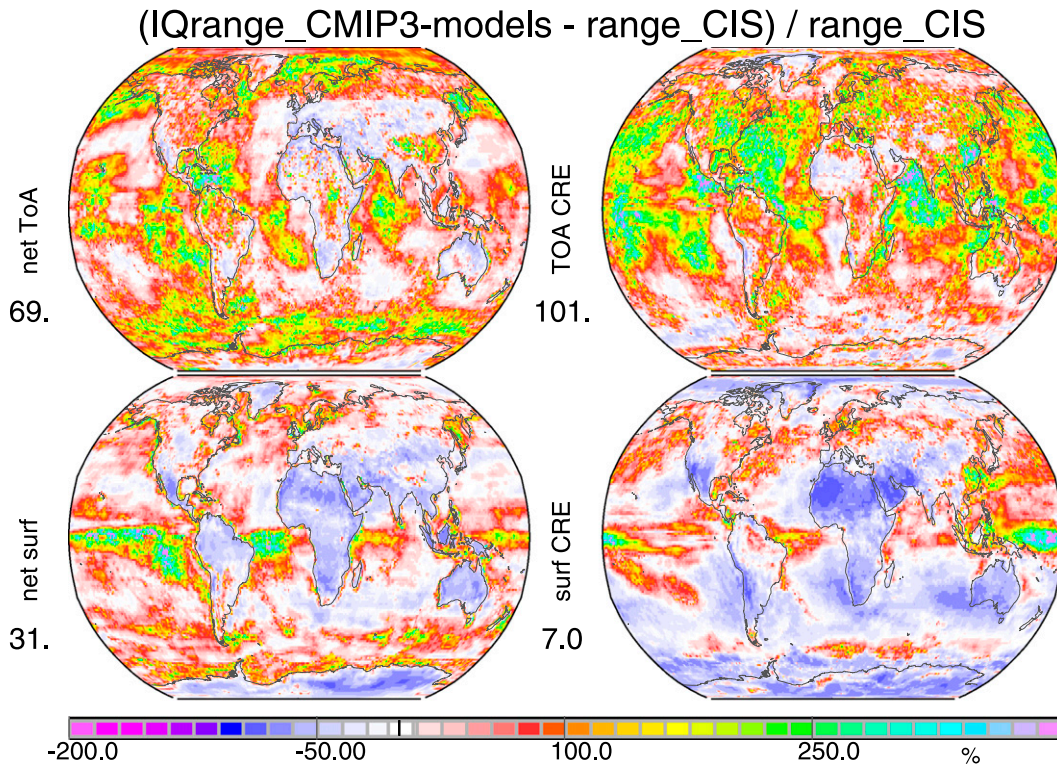 (IQrange_CMIP3-models - range_CIS) / range_CIS
net ToA
69.
TOA CRE
101.
net surf
31.
surf CRE
7.0
-200.0 -50.00 100.0 250.0 %